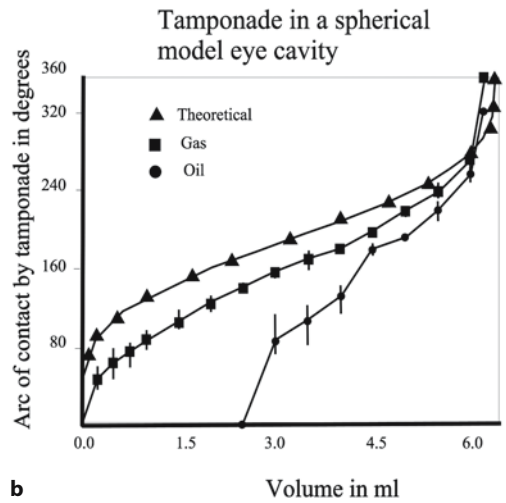 Tamponade in a spherical
model eye cavity
Arc of contact by tamponade in degrees
360
320
240
160
80
Theoretical
Gas
Oil
0.0 1.5 3.0 4.5 6.0
b
Volume in ml